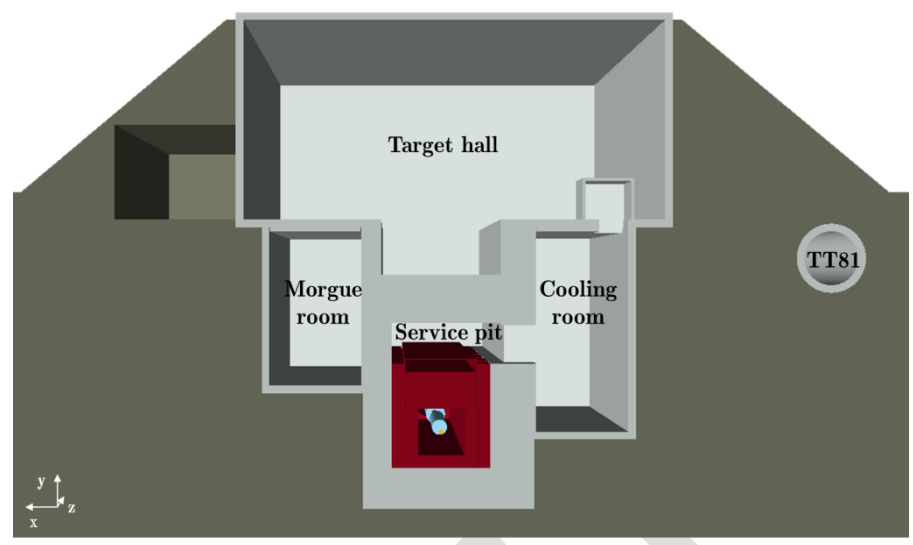 Target hall
TT81
Morgue
room
Cooling
room
Service pit
y
z
x